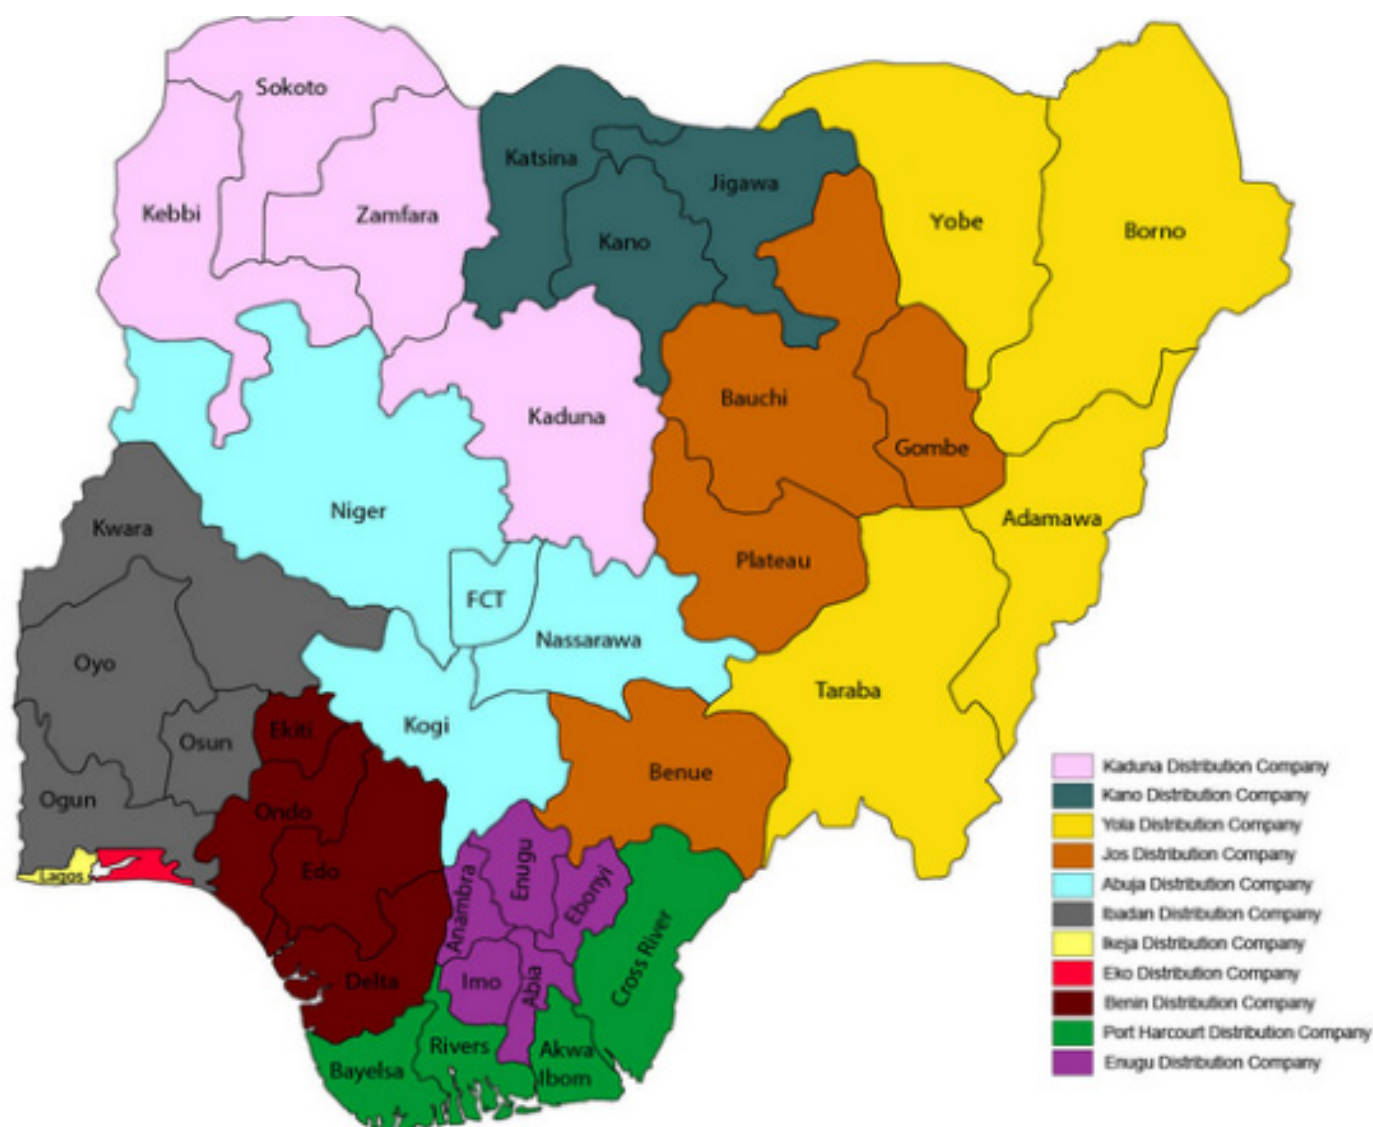 Sokoto
Katsina
Kebbi
Zamfara
Jigawa
Kano
Yobe
Borno
Bauchi
Kaduna
Gombe
Niger
Kwara
Adamawa
Plateau
FCT
Nassarawa
Oyo
Taraba
Kogi
Ekiti
Osun
Benue
Ogun
Ondo
Edo
Lagos
Enugu
Anambra
Ebonyi
Cross River
Delta
Imo
Abia
Rivers
Bayelsa
Akwa
Ibom
Kaduna Distribution Company
Kano Distribution Company
Yola Distribution Company
Jos Distribution Company
Abuja Distribution Company
Ibadan Distribution Company
Ikeja Distribution Company
Eko Distribution Company
Benin Distribution Company
Port Harcourt Distribution Company
Enugu Distribution Company